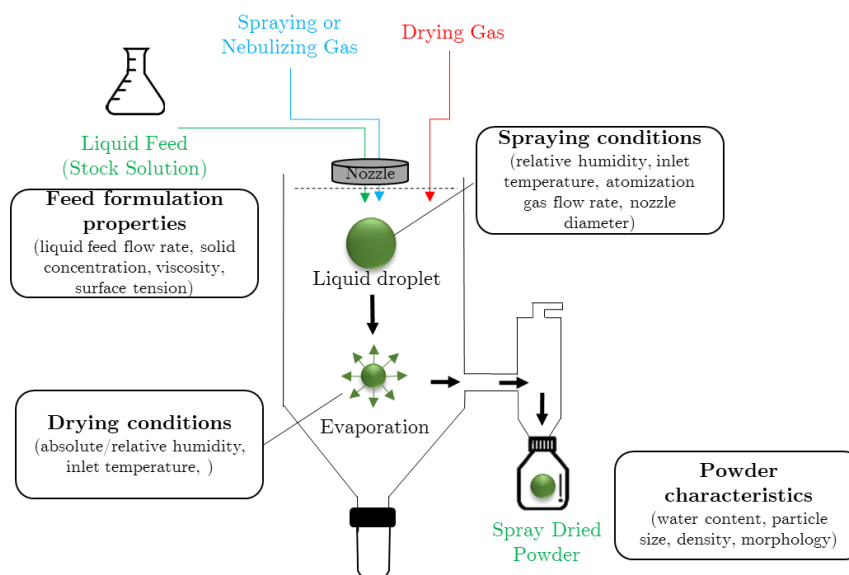 Spraying or
Nebulizing Gas
Drying Gas
Liquid Feed
(Stock Solution)
Nozzle
Spraying conditions
(relative humidity, inlet
temperature, atomization
gas flow rate, nozzle
diameter)
Feed formulation
properties
(liquid feed flow rate, solid
concentration, viscosity,
surface tension)
Liquid droplet
Drying conditions
(absolute/relative humidity,
inlet temperature, )
Evaporation
Powder
characteristics
(water content, particle
size, density, morphology)
Spray Dried
Powder